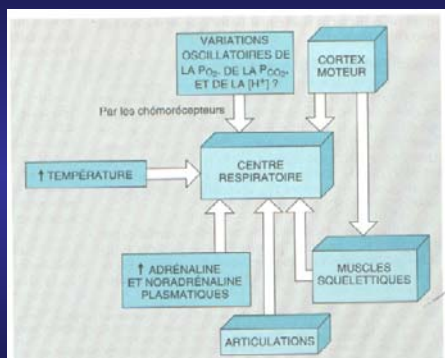 VARIATIONS
OSCILLATOIRES DE
LA PO2, DE LA PCO2,
ET DE LA [H+] ?
CORTEX
MOTEUR
Par les chémorécepteurs
CENTRE
RESPIRATOIRE
↑ TEMPÉRATURE
↑ ADRÉNALINE
ET NORADRÉNALINE
PLASMATIQUES
MUSCLES
SQUELETTIQUES
ARTICULATIONS